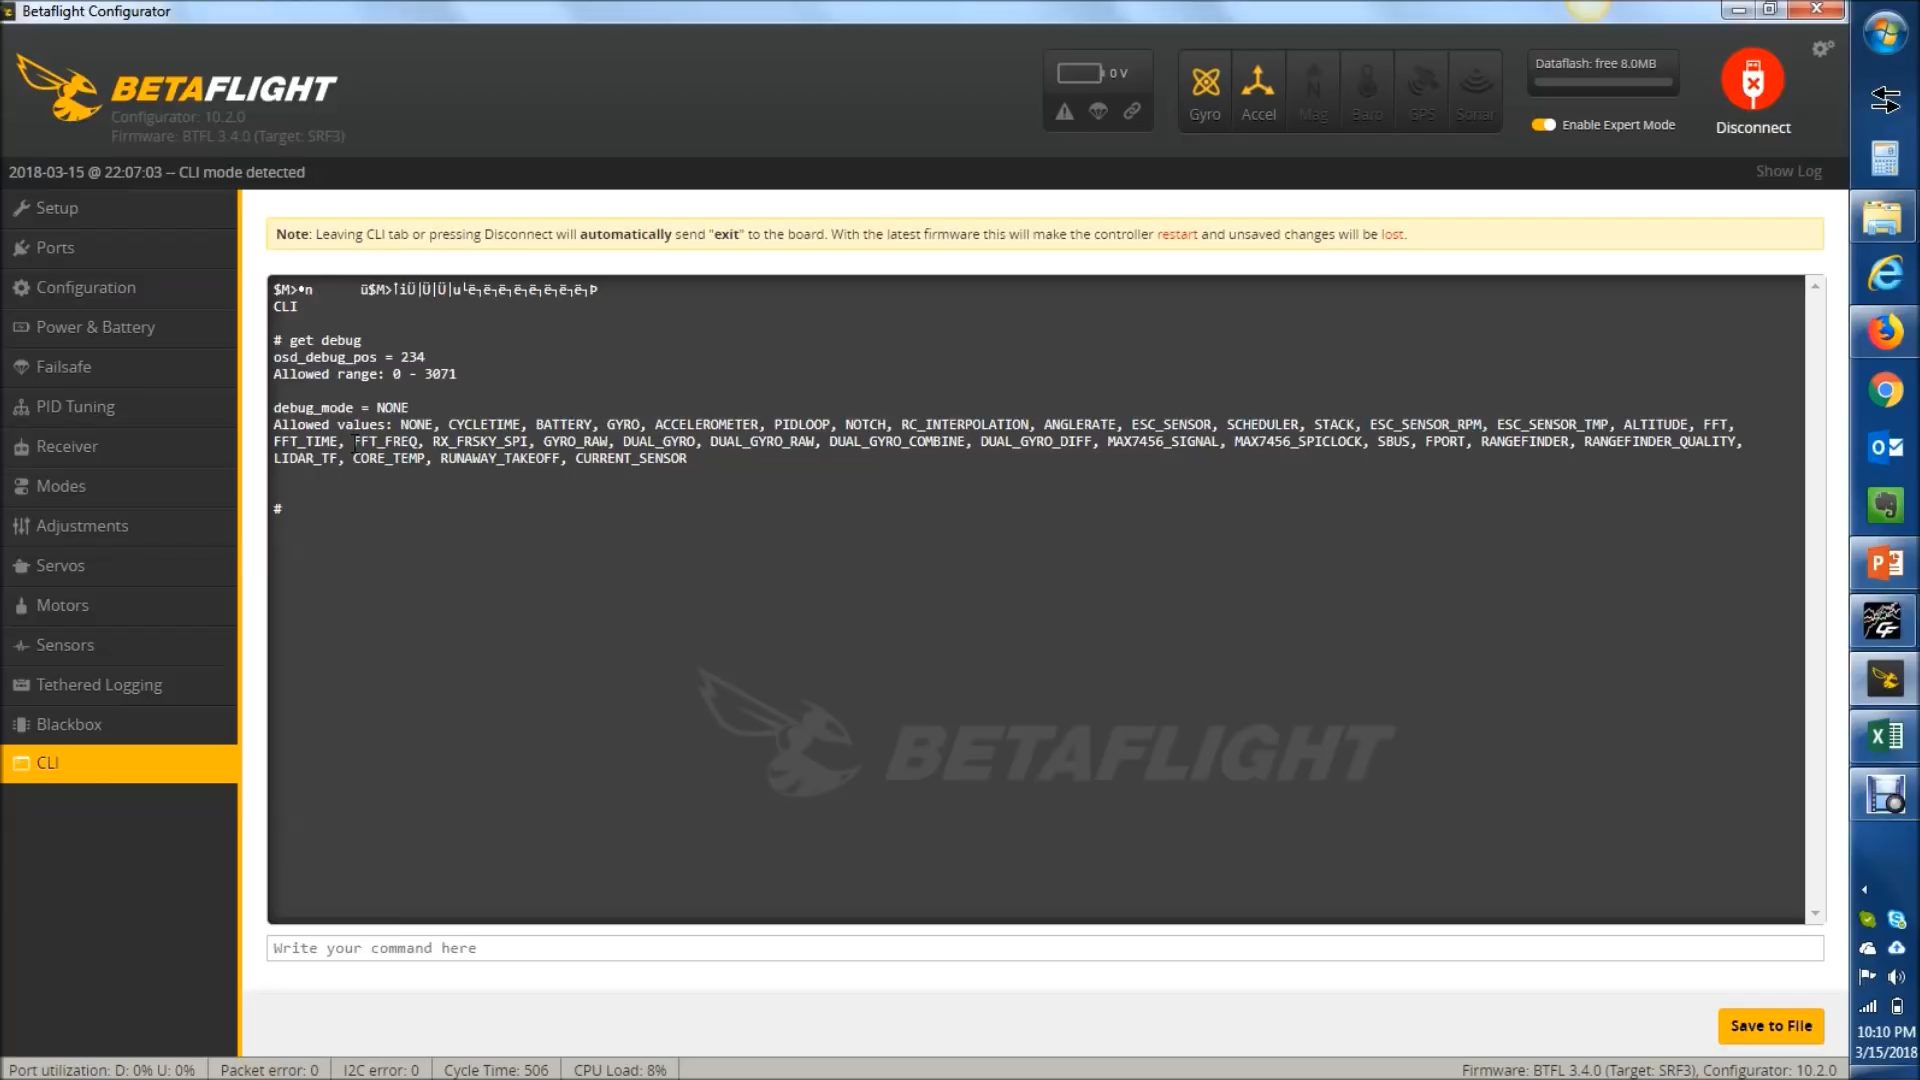 Betaflight Configurator
BETAFLIGHT
Configurator: 10.2.0
Firmware: BTFL 3.4.0 (Target: SRF3)
0 V
Gyro
Accel
Mag
Baro
GPS
Sonar
Dataflash: free 8.0MB
Enable Expert Mode
Disconnect
2018-03-15 @ 22:07:03 -- CLI mode detected
Show Log
Setup
Ports
Configuration
Power & Battery
Failsafe
PID Tuning
Receiver
Modes
Adjustments
Servos
Motors
Sensors
Tethered Logging
Blackbox
CLI
Note: Leaving CLI tab or pressing Disconnect will automatically send "exit" to the board. With the latest firmware this will make the controller restart and unsaved changes will be lost.
CLI
# get debug
osd_debug_pos = 234
Allowed range: 0 - 3071
debug_mode = NONE
Allowed values: NONE, CYCLETIME, BATTERY, GYRO, ACCELEROMETER, PIDLOOP, NOTCH, RC_INTERPOLATION, ANGLERATE, ESC_SENSOR, SCHEDULER, STACK, ESC_SENSOR_RPM, ESC_SENSOR_TMP, ALTITUDE, FFT,
FFT_TIME, FFT_FREQ, RX_FRSKY_SPI, GYRO_RAW, DUAL_GYRO, DUAL_GYRO_RAW, DUAL_GYRO_COMBINE, DUAL_GYRO_DIFF, MAX7456_SIGNAL, MAX7456_SPICLOCK, SBUS, FPORT, RANGEFINDER, RANGEFINDER_QUALITY,
LIDAR_TF, CORE_TEMP, RUNAWAY_TAKEOFF, CURRENT_SENSOR
#
BETAFLIGHT
Write your command here
Save to File
10:10 PM
3/15/2018
Port utilization: D: 0% U: 0%
Packet error: 0
I2C error: 0
Cycle Time: 506
CPU Load: 8%
Firmware: BTFL 3.4.0 (Target: SRF3), Configurator: 10.2.0